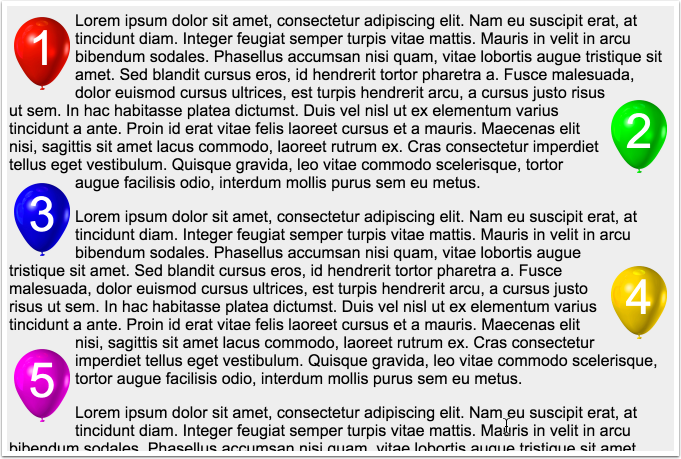 1
Lorem ipsum dolor sit amet, consectetur adipiscing elit. Nam eu suscipit erat, at
tincidunt diam. Integer feugiat semper turpis vitae mattis. Mauris in velit in arcu
bibendum sodales. Phasellus accumsan nisi quam, vitae lobortis augue tristique sit
amet. Sed blandit cursus eros, id hendrerit tortor pharetra a. Fusce malesuada,
dolor euismod cursus ultrices, est turpis hendrerit arcu, a cursus justo risus
ut sem. In hac habitasse platea dictumst. Duis vel nisl ut ex elementum varius
2
tincidunt a ante. Proin id erat vitae felis laoreet cursus et a mauris. Maecenas elit
nisi, sagittis sit amet lacus commodo, laoreet rutrum ex. Cras consectetur imperdiet
tellus eget vestibulum. Quisque gravida, leo vitae commodo scelerisque, tortor
augue facilisis odio, interdum mollis purus sem eu metus.
3
Lorem ipsum dolor sit amet, consectetur adipiscing elit. Nam eu suscipit erat, at
tincidunt diam. Integer feugiat semper turpis vitae mattis. Mauris in velit in arcu
bibendum sodales. Phasellus accumsan nisi quam, vitae lobortis augue
tristique sit amet. Sed blandit cursus eros, id hendrerit tortor pharetra a. Fusce
malesuada, dolor euismod cursus ultrices, est turpis hendrerit arcu, a cursus justo
4
risus ut sem. In hac habitasse platea dictumst. Duis vel nisl ut ex elementum varius
tincidunt a ante. Proin id erat vitae felis laoreet cursus et a mauris. Maecenas elit
nisi, sagittis sit amet lacus commodo, laoreet rutrum ex. Cras consectetur
imperdiet tellus eget vestibulum. Quisque gravida, leo vitae commodo scelerisque,
5
tortor augue facilisis odio, interdum mollis purus sem eu metus.
Lorem ipsum dolor sit amet, consectetur adipiscing elit. Nam eu suscipit erat, at
tincidunt diam. Integer feugiat semper turpis vitae mattis. Mauris in velit in arcu
bibendum sodales. Phasellus accumsan nisi quam, vitae lobortis augue tristique sit amet